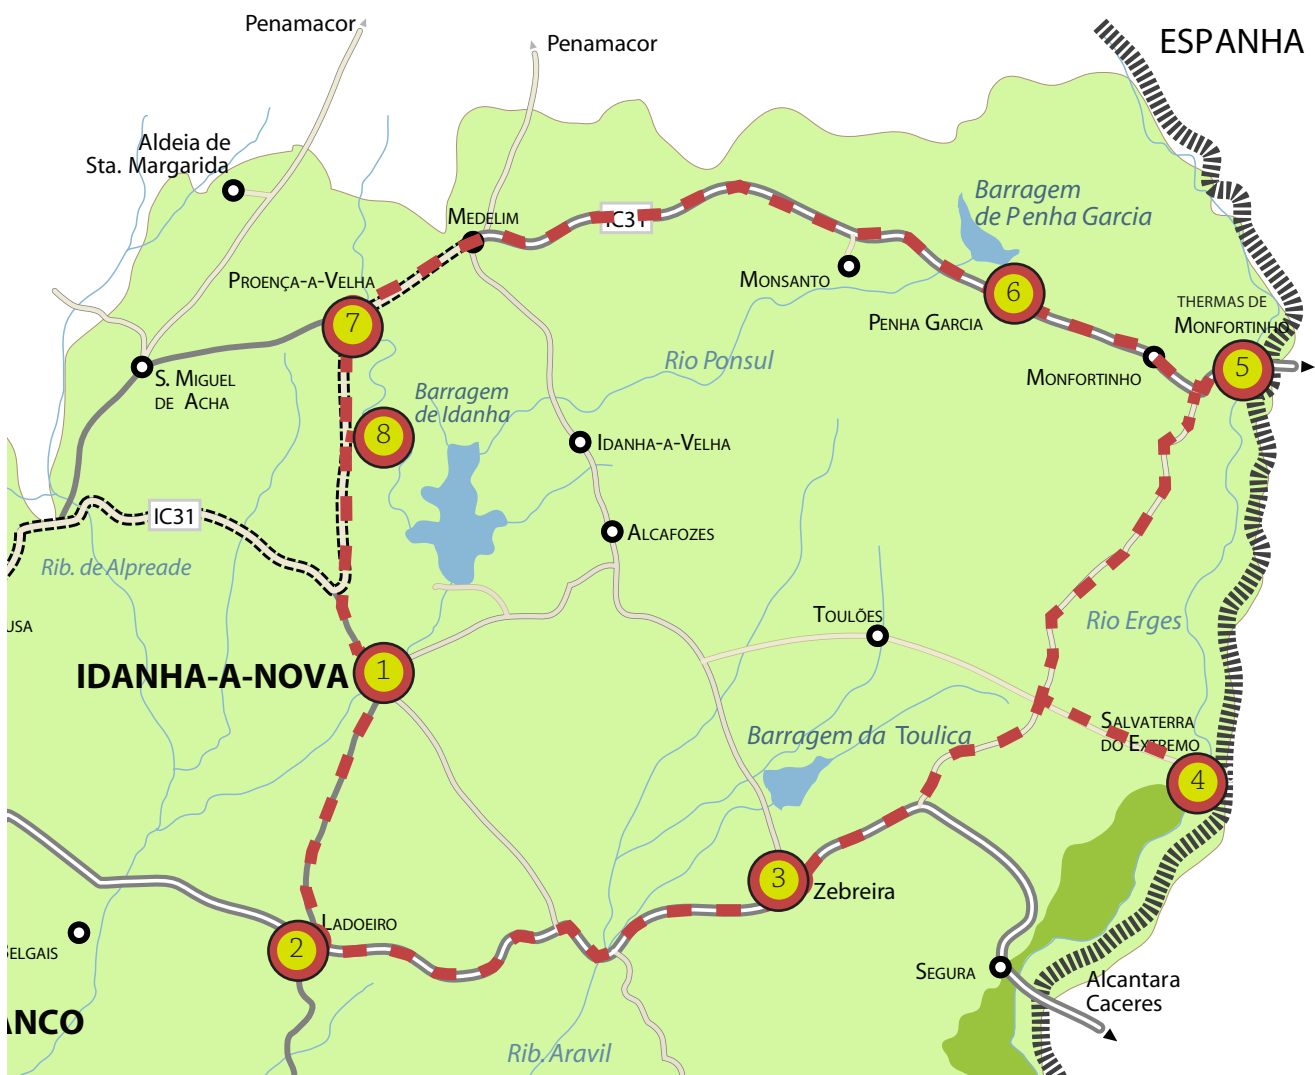 Penamacor
Penamacor
ESPANHA
Aldeia de
Sta. Margarida
Barragem
de Penha Garcia
MEDELIM
IC31
PROENÇA-A-VELHA
MONSANTO
6
THERMAS DE
MONFORTINHO
7
PENHA GARCIA
5
Rio Ponsul
MONFORTINHO
S. MIGUEL
DE ACHA
Barragem
de Idanha
8
IDANHA-A-VELHA
IC31
ALCAFOZES
Rib. de Alpreade
USA
TOULÕES
Rio Erges
IDANHA-A-NOVA
1
Barragem da Toulica
SALVATERRA
DO EXTREMO
4
3
Zebreira
LADOEIRO
2
ELGAIS
SEGURA
Alcantara
Caceres
ANCO
Rib. Aravil